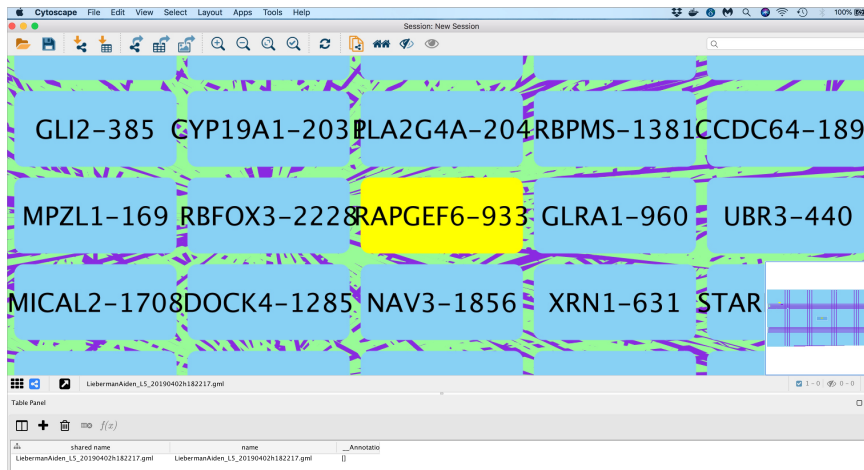 Cytoscape File Edit View Select Layout Apps Tools Help 100%
Session: New Session
GLI2-385 CYP19A1-2031 PLA2G4A-204 RBPMS-1381 CCDC64-189
MPZL1-169 RBFOX3-2228 RAPGEF6-933 GLRA1-960 UBR3-440
MICAL2-1708 DOCK4-1285 NAV3-1856 XRN1-631 STAR
LiebermanAiden_L5_20190402h182217.gml 1 - 0 0 - 0
Table Panel
f(x)
shared name name __Annotatio
LiebermanAiden_L5_20190402h182217.gml LiebermanAiden_L5_20190402h182217.gml []